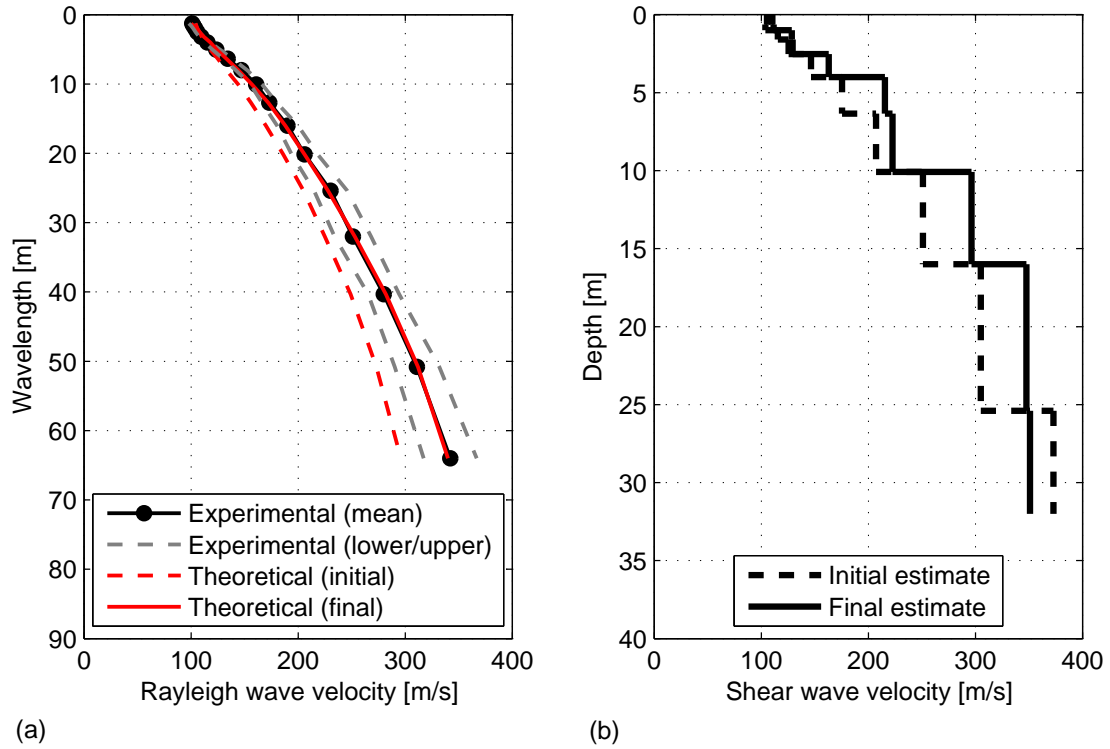 0
10
20
30
40
50
60
70
80
90
Wavelength [m]
0 100 200 300 400
Rayleigh wave velocity [m/s]
Experimental (mean)
Experimental (lower/upper)
Theoretical (initial)
Theoretical (final)
(a)
0
5
10
15
20
25
30
35
40
Depth [m]
0 100 200 300 400
Shear wave velocity [m/s]
Initial estimate
Final estimate
(b)